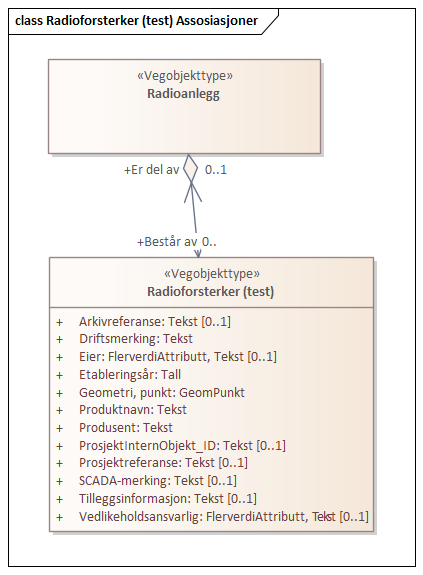 class Radioforsterker (test) Assosiasjoner
«Vegobjekttype»
Radioanlegg
+Er del av 0..1
+Består av 0..
«Vegobjekttype»
Radioforsterker (test)
+ Arkivreferanse: Tekst [0..1]
+ Driftsmerking: Tekst
+ Eier: FlerverdiAttributt, Tekst [0..1]
+ Etableringsår: Tall
+ Geometri, punkt: GeomPunkt
+ Produktnavn: Tekst
+ Produsent: Tekst
+ ProsjektInternObjekt_ID: Tekst [0..1]
+ Prosjektreferanse: Tekst [0..1]
+ SCADA-merking: Tekst [0..1]
+ Tilleggsinformasjon: Tekst [0..1]
+ Vedlikeholdsansvarlig: FlerverdiAttributt, Tekst [0..1]